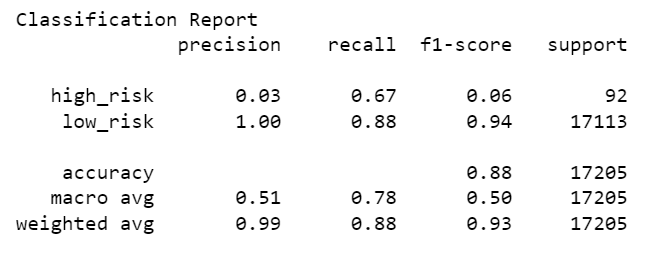 Classification Report
precision recall f1-score support
high_risk 0.03 0.67 0.06 92
low_risk 1.00 0.88 0.94 17113
accuracy 0.88 17205
macro avg 0.51 0.78 0.50 17205
weighted avg 0.99 0.88 0.93 17205